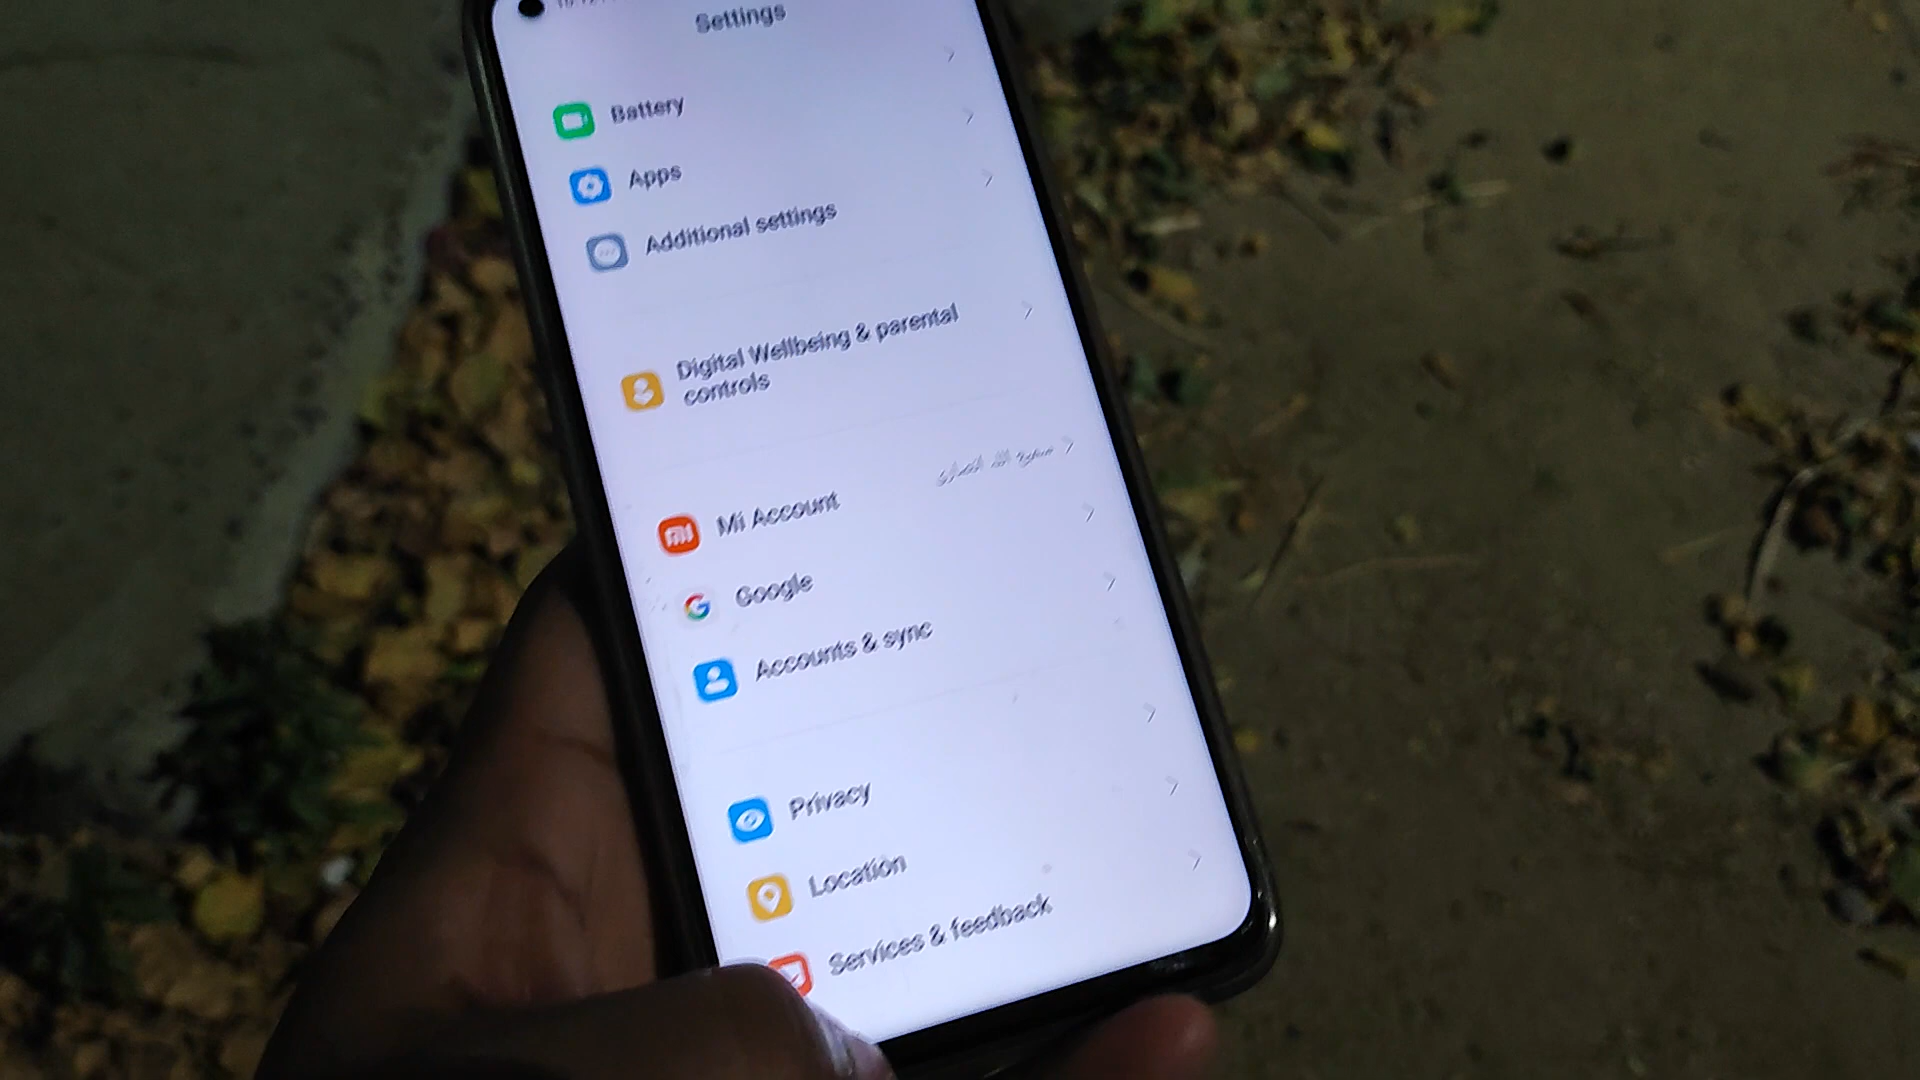 Settings
Battery
Apps
Additional settings
Digital Wellbeing & parental
controls
Mi Account
Google
Accounts & sync
Privacy
Location
Services & feedback